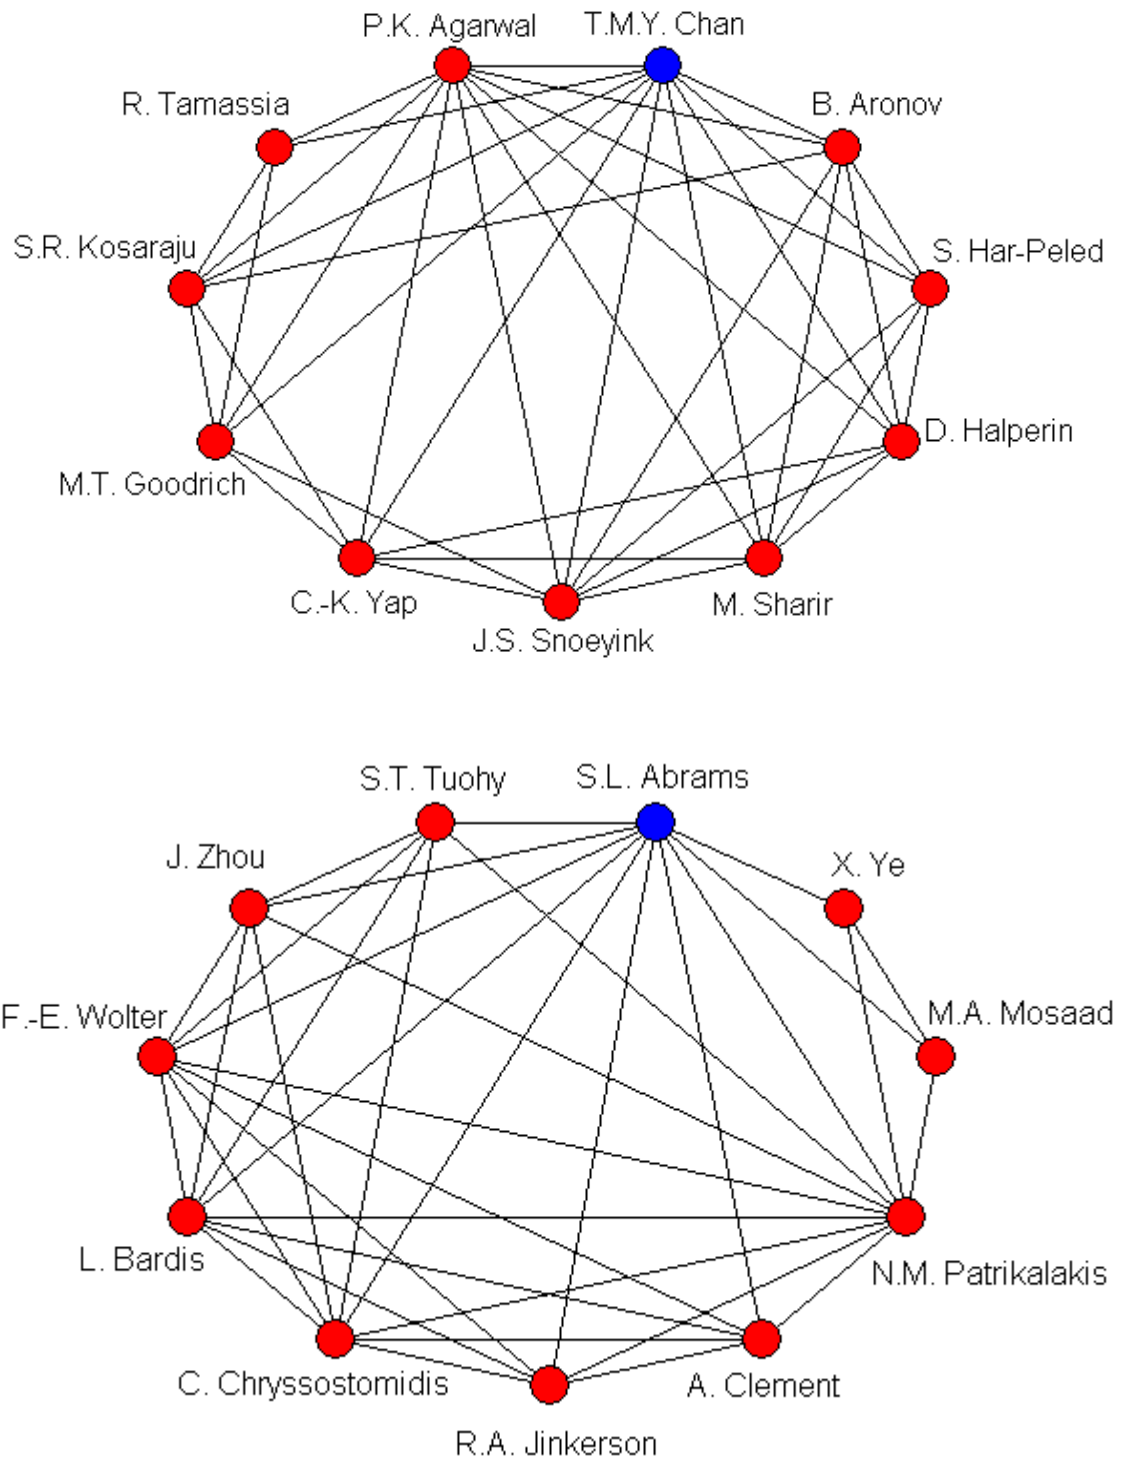 P.K. Agarwal
T.M.Y. Chan
R. Tamassia
B. Aronov
S.R. Kosaraju
S. Har-Peled
D. Halperin
M.T. Goodrich
C.-K. Yap
M. Sharir
J.S. Snoeyink
S.T. Tuohy
S.L. Abrams
J. Zhou
X. Ye
F.-E. Wolter
M.A. Mosaad
L. Bardis
N.M. Patrikalakis
C. Chryssostomidis
A. Clement
R.A. Jinkerson